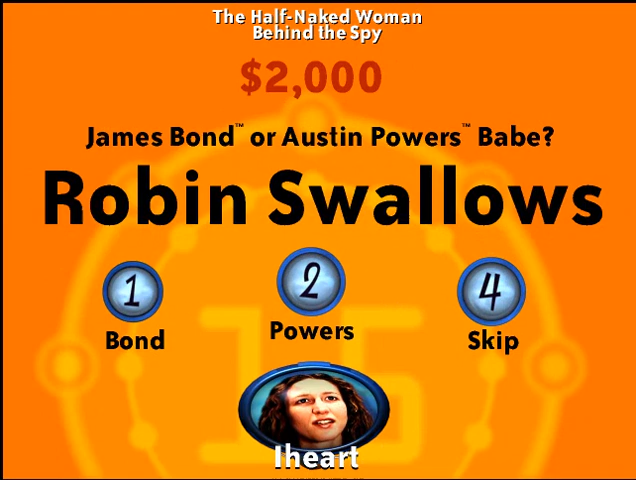 The Half-Naked Woman
Behind the Spy
$2,000
James Bond™ or Austin Powers™ Babe?
Robin Swallows
1 2 4
Bond Powers Skip
15
Iheart